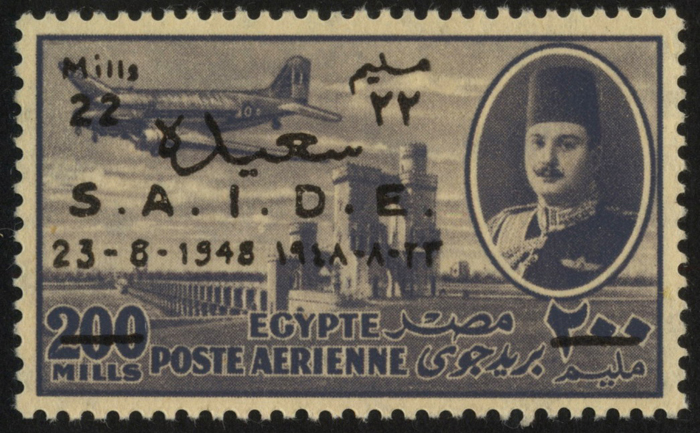 Mills مليم
22 ٢٢
سعيدة
S.A.I.D.E.
23-8-1948 ١٩٤٨-٨-٢٣
200 EGYPTE مصر ٢٠٠
MILLS POSTE AERIENNE بريد جوى مليم